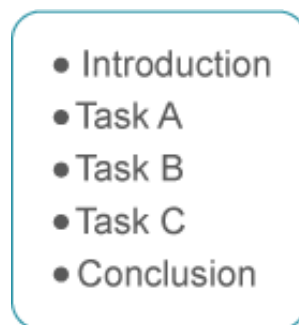 • Introduction
• Task A
• Task B
• Task C
• Conclusion